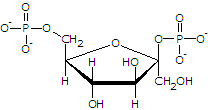 O O
P O O P O⁻
O⁻ O⁻ CH₂ O O⁻
H HO
H CH₂OH
OH H